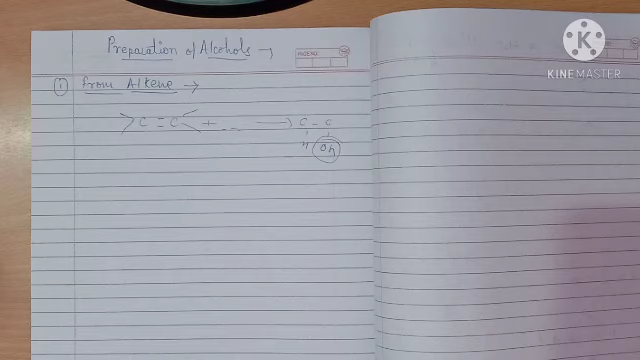 Preparation of Alcohols →
PAGE NO.
K
KINEMASTER
① from Alkene →
>C = C< + _ _ → C - C
H OH